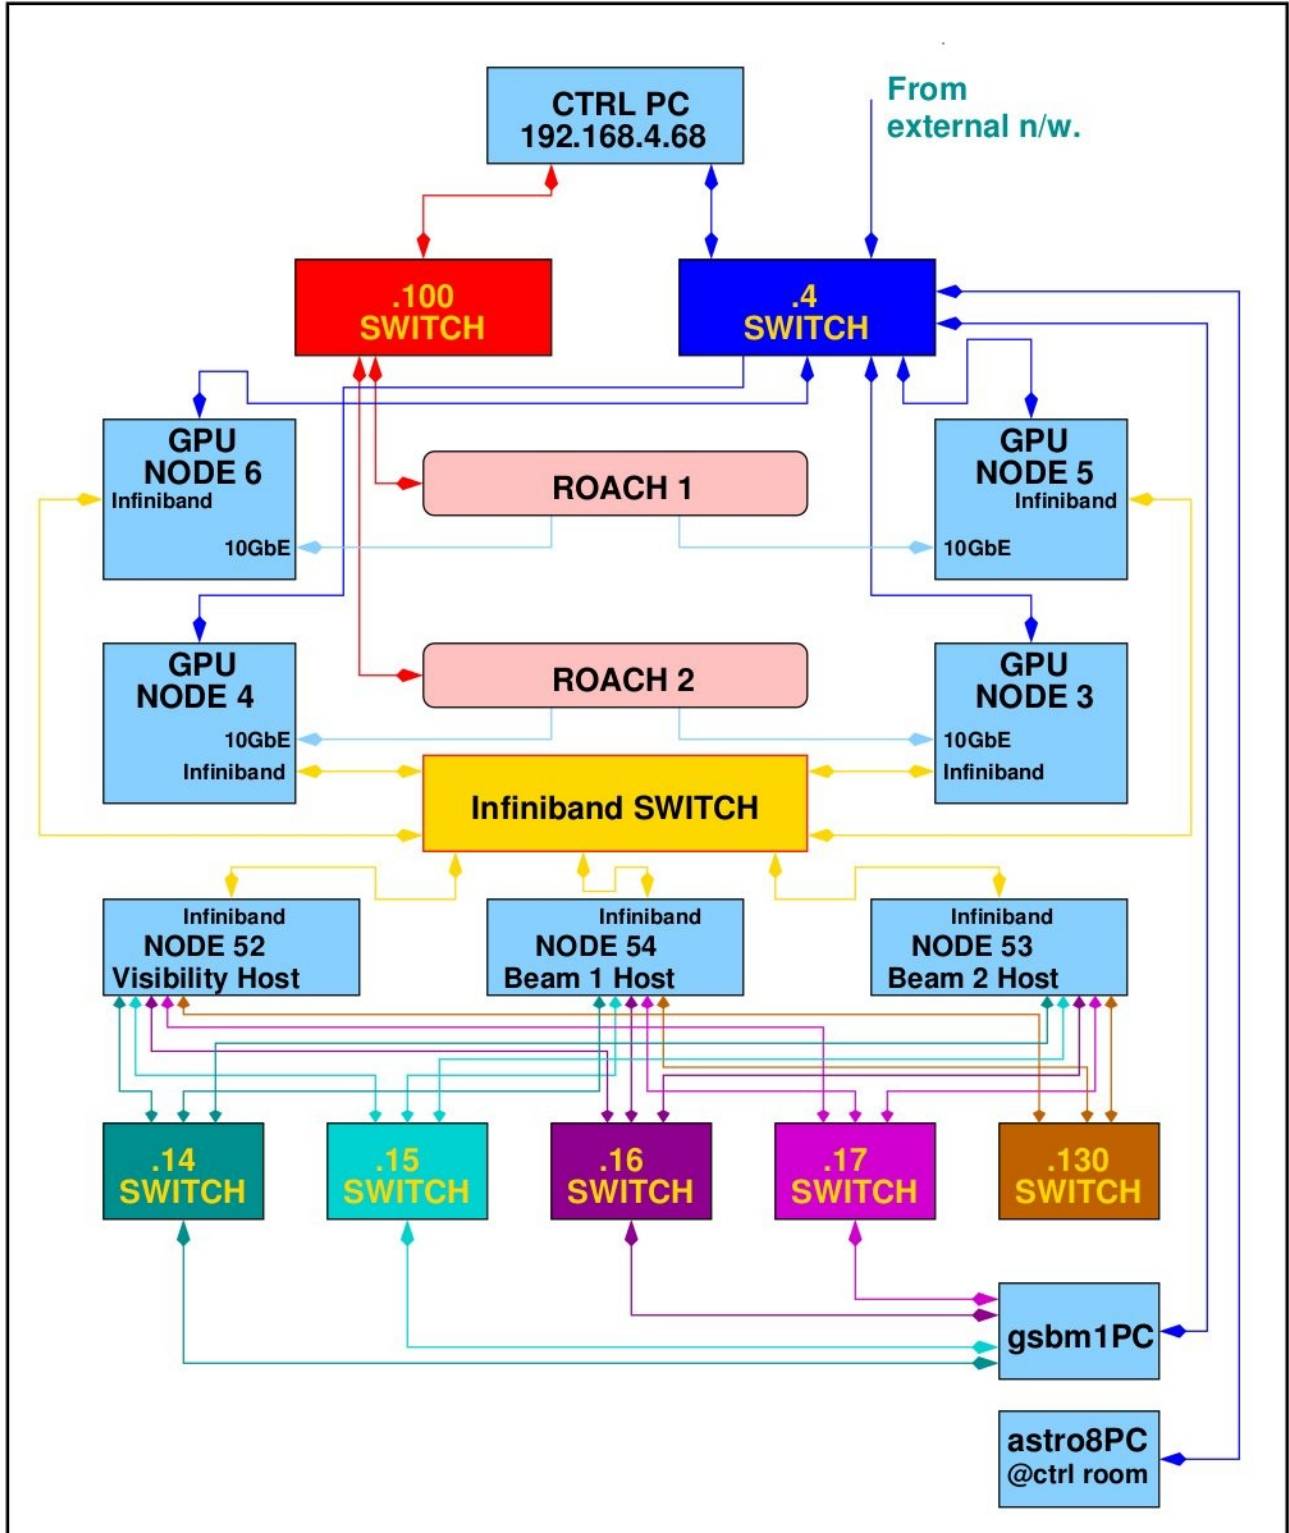 CTRL PC
192.168.4.68
From
external n/w.
.100
SWITCH
.4
SWITCH
GPU
NODE 6
Infiniband
10GbE
ROACH 1
GPU
NODE 5
Infiniband
10GbE
GPU
NODE 4
10GbE
Infiniband
ROACH 2
GPU
NODE 3
10GbE
Infiniband
Infiniband SWITCH
Infiniband
NODE 52
Visibility Host
Infiniband
NODE 54
Beam 1 Host
Infiniband
NODE 53
Beam 2 Host
.14
SWITCH
.15
SWITCH
.16
SWITCH
.17
SWITCH
.130
SWITCH
gsbm1PC
astro8PC
@ctrl room